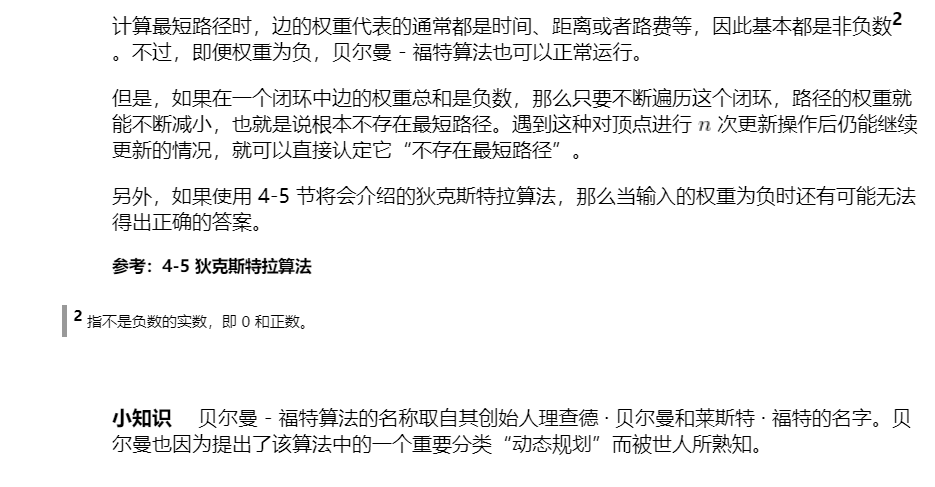 计算最短路径时，边的权重代表的通常都是时间、距离或者路费等，因此基本都是非负数2
。不过，即便权重为负，贝尔曼 - 福特算法也可以正常运行。
但是，如果在一个闭环中边的权重总和是负数，那么只要不断遍历这个闭环，路径的权重就
能不断减小，也就是说根本不存在最短路径。遇到这种对顶点进行 n 次更新操作后仍能继续
更新的情况，就可以直接认定它“不存在最短路径”。
另外，如果使用 4-5 节将会介绍的狄克斯特拉算法，那么当输入的权重为负时还有可能无法
得出正确的答案。
参考：4-5 狄克斯特拉算法
2 指不是负数的实数，即 0 和正数。
小知识 贝尔曼 - 福特算法的名称取自其创始人理查德 · 贝尔曼和莱斯特 · 福特的名字。贝
尔曼也因为提出了该算法中的一个重要分类“动态规划”而被世人所熟知。